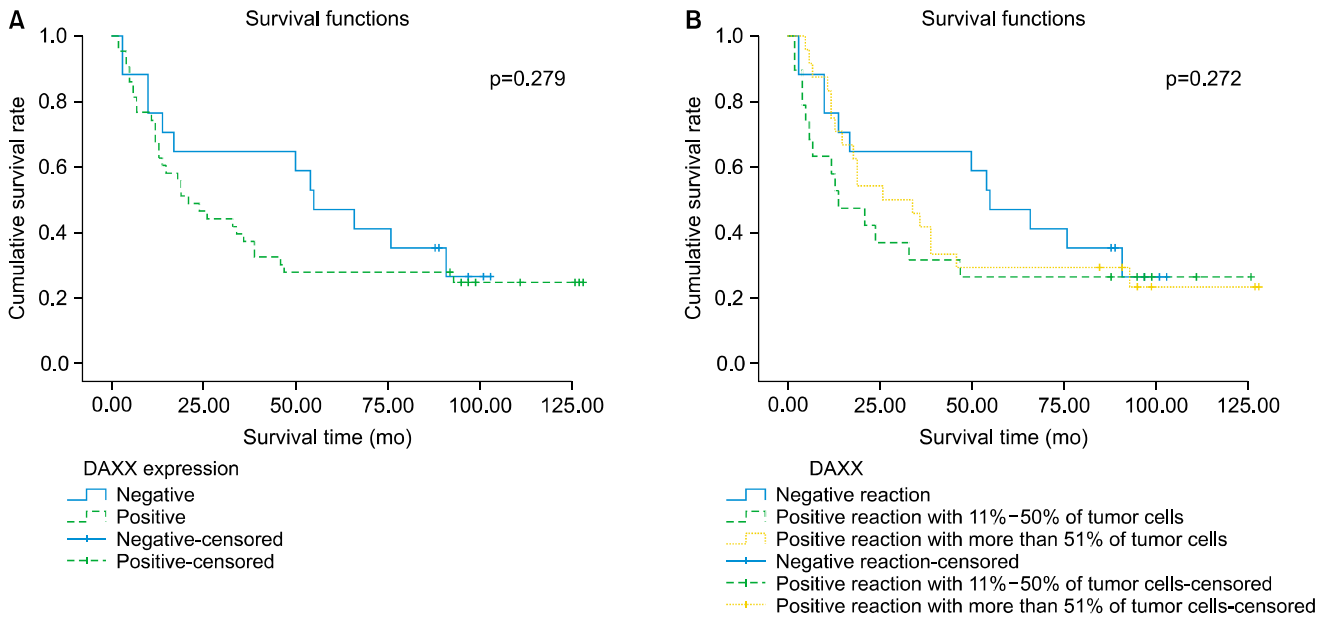 A
Survival functions
p=0.279
Cumulative survival rate
1.0
0.8
0.6
0.4
0.2
0.0
0.00 25.00 50.00 75.00 100.00 125.00
Survival time (mo)
DAXX expression
Negative
Positive
Negative-censored
Positive-censored
B
Survival functions
p=0.272
Cumulative survival rate
1.0
0.8
0.6
0.4
0.2
0.0
0.00 25.00 50.00 75.00 100.00 125.00
Survival time (mo)
DAXX
Negative reaction
Positive reaction with 11%−50% of tumor cells
Positive reaction with more than 51% of tumor cells
Negative reaction-censored
Positive reaction with 11%−50% of tumor cells-censored
Positive reaction with more than 51% of tumor cells-censored